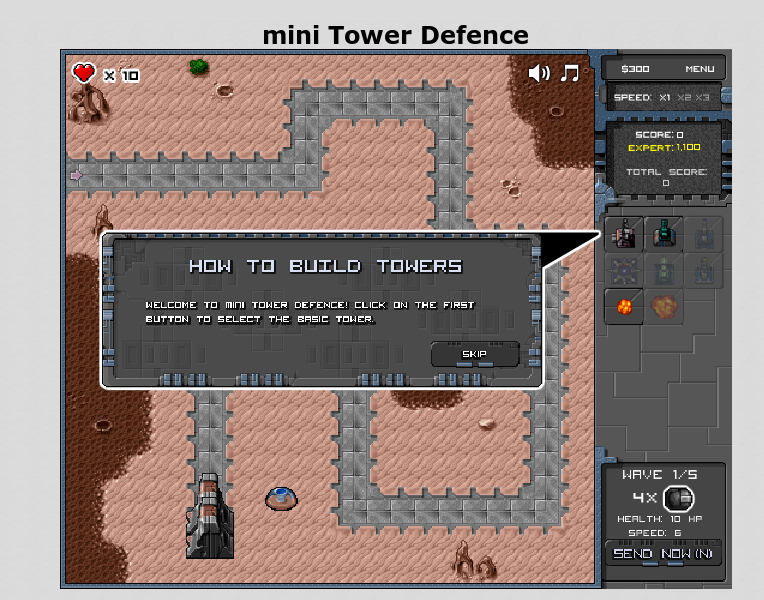 mini Tower Defence
x 10
$300 MENU
SPEED: X1 X2 X3
SCORE: 0
EXPERT: 1,100
TOTAL SCORE:
0
HOW TO BUILD TOWERS
WELCOME TO MINI TOWER DEFENCE! CLICK ON THE FIRST
BUTTON TO SELECT THE BASIC TOWER.
SKIP
WAVE 1/5
4X
HEALTH: 10 HP
SPEED: 6
SEND NOW (N)